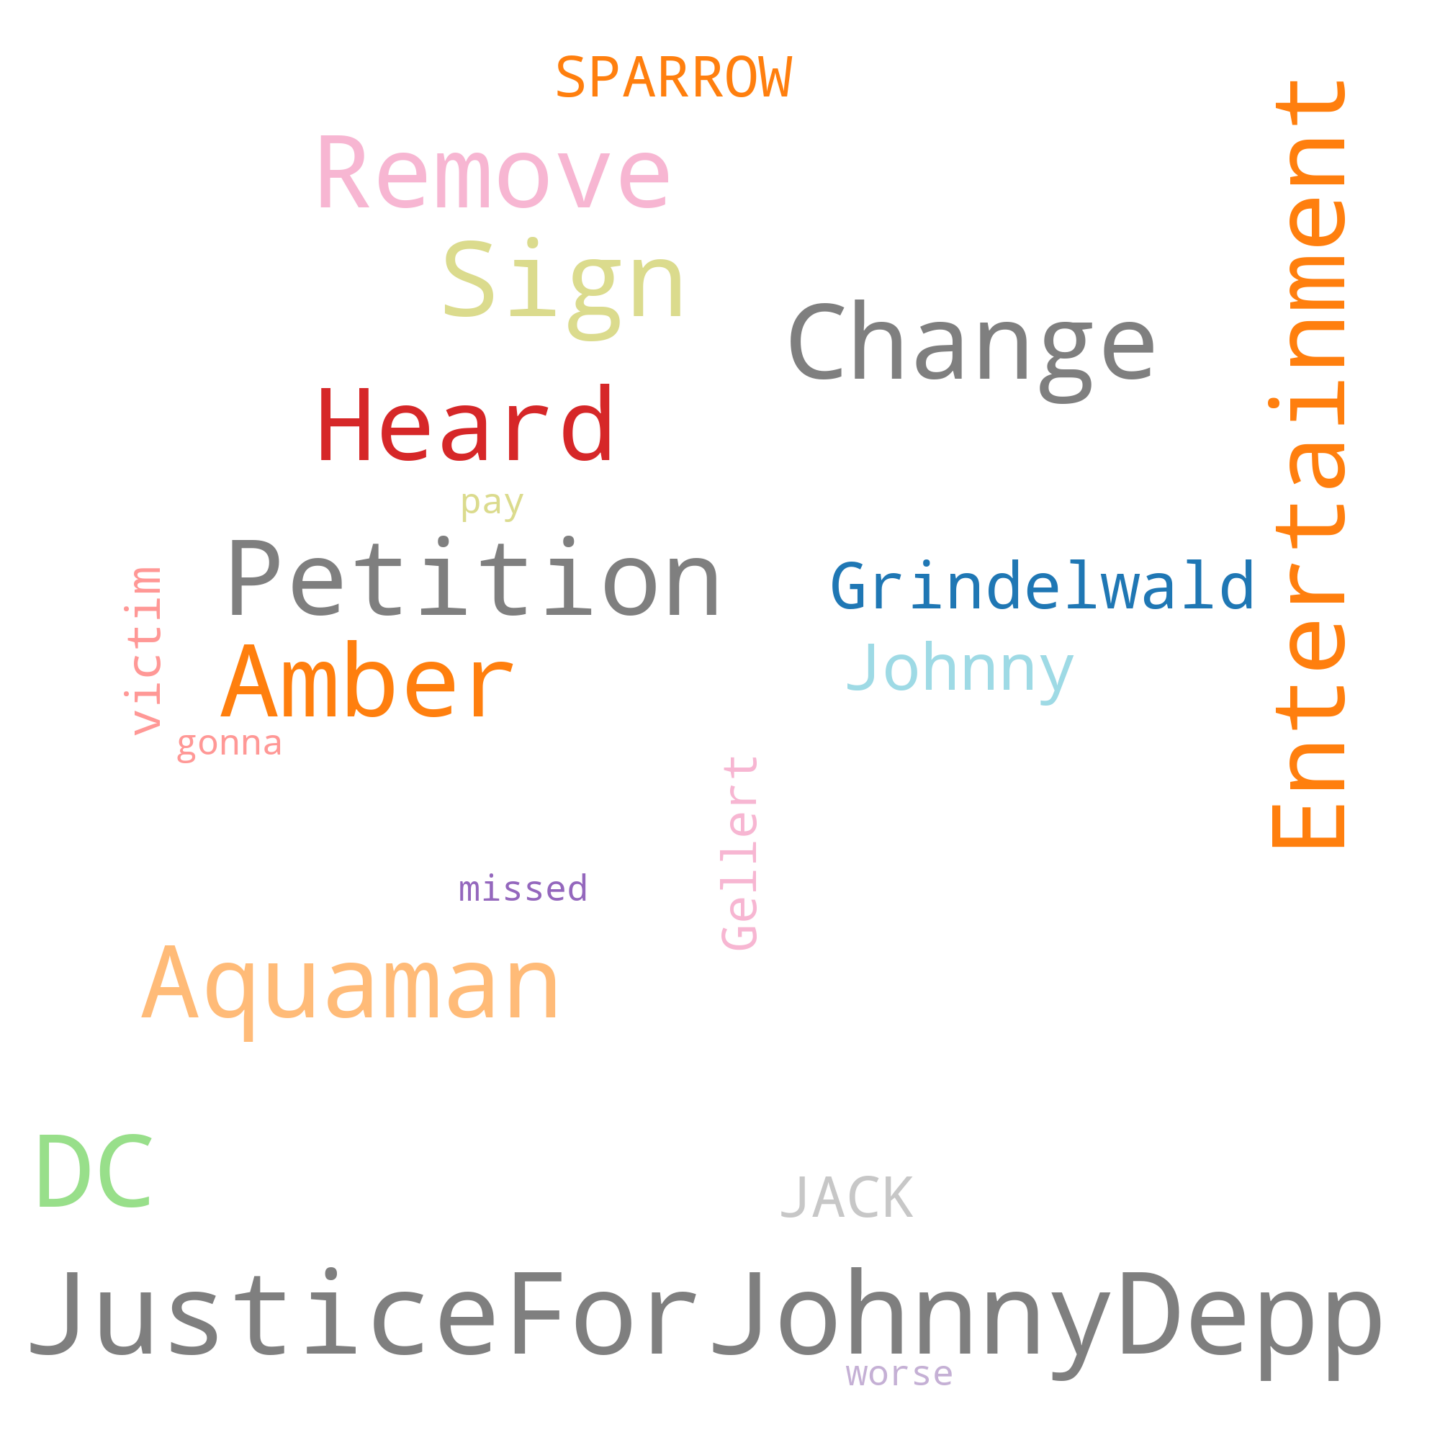 SPARROW
Remove
Sign
Change
Entertainment
Heard
pay
Petition
Grindelwald
victim
Amber
Johnny
gonna
Gellert
missed
Aquaman
DC
JACK
JusticeForJohnnyDepp
worse